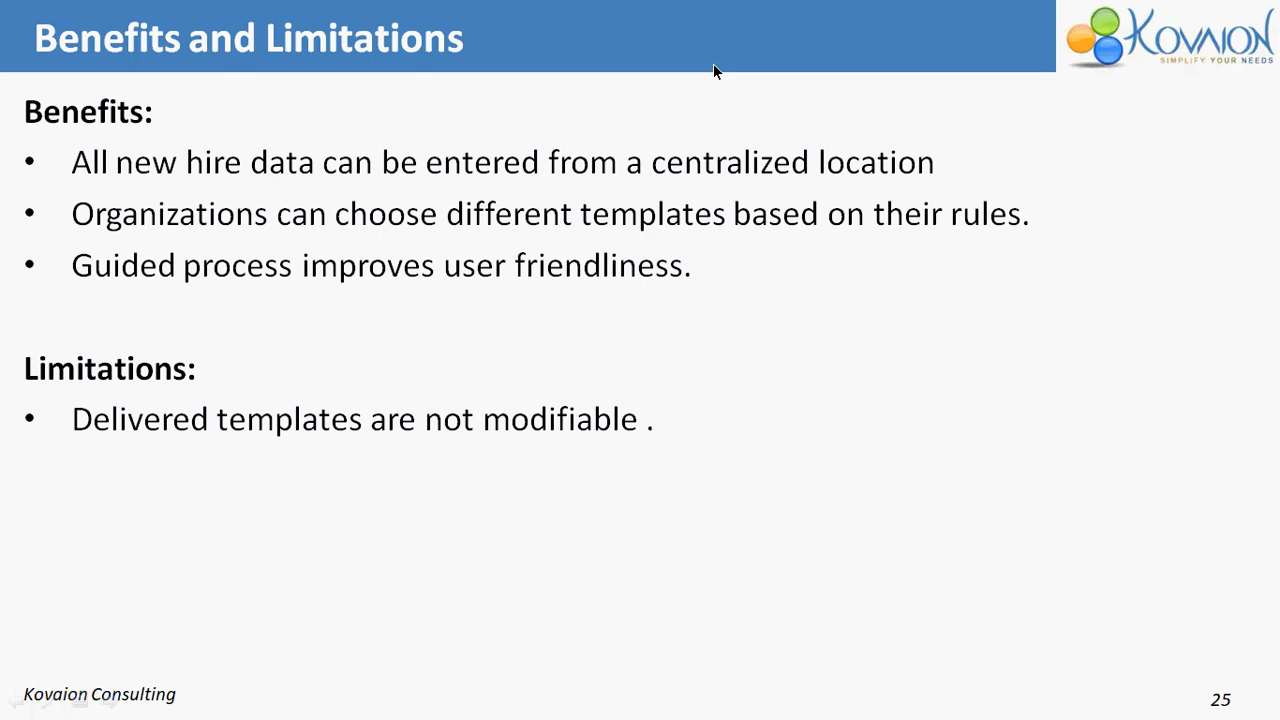 Benefits and Limitations
KOVAION
SIMPLIFY YOUR NEEDS
Benefits:
• All new hire data can be entered from a centralized location
• Organizations can choose different templates based on their rules.
• Guided process improves user friendliness.
Limitations:
• Delivered templates are not modifiable .
Kovaion Consulting
25